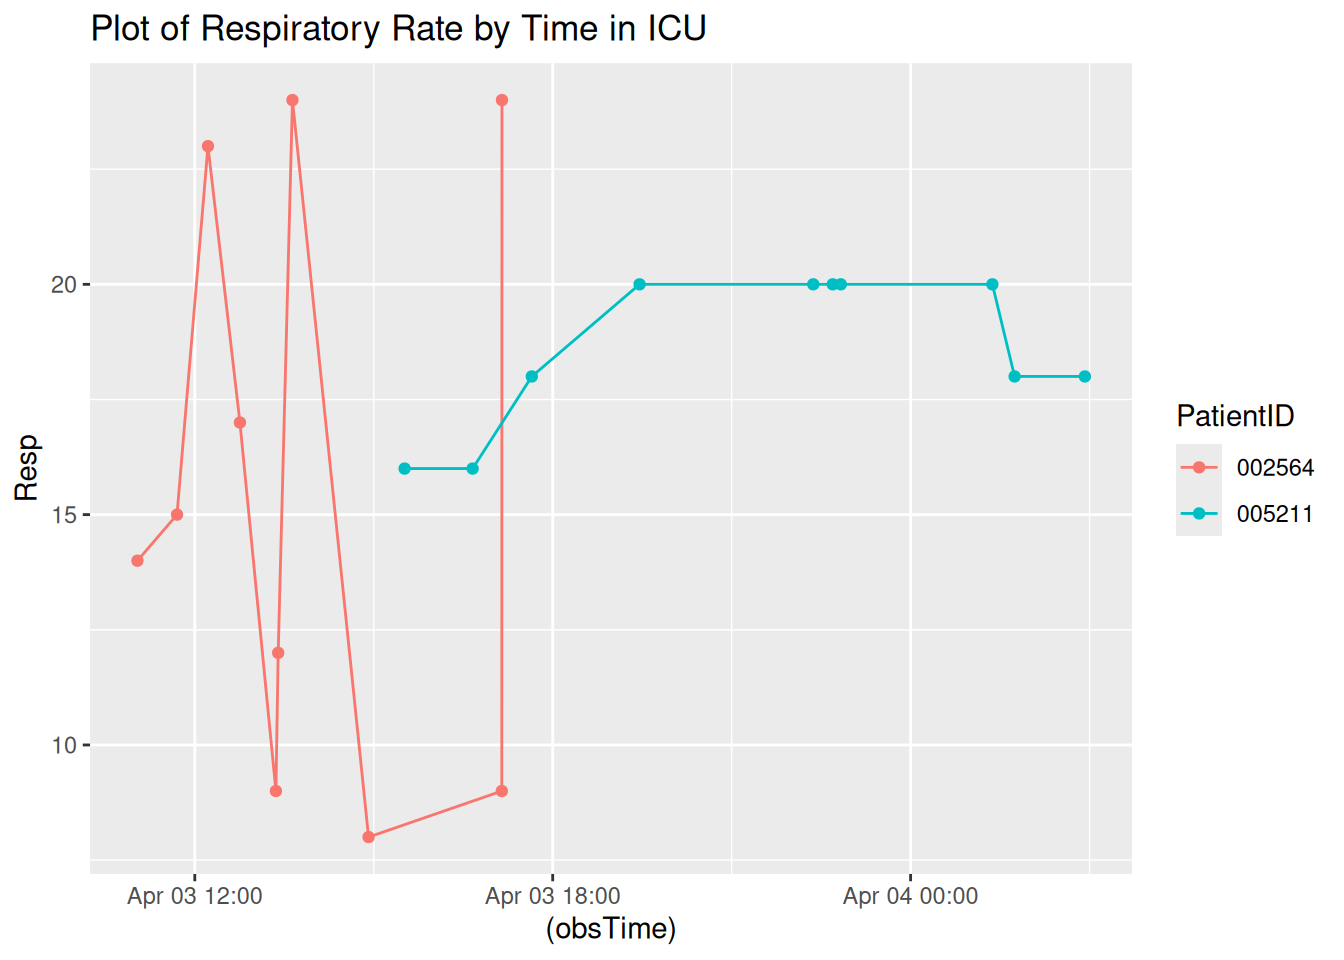 Plot of Respiratory Rate by Time in ICU
Resp
20
15
10
Apr 03 12:00
Apr 03 18:00
Apr 04 00:00
(obsTime)
PatientID
002564
005211